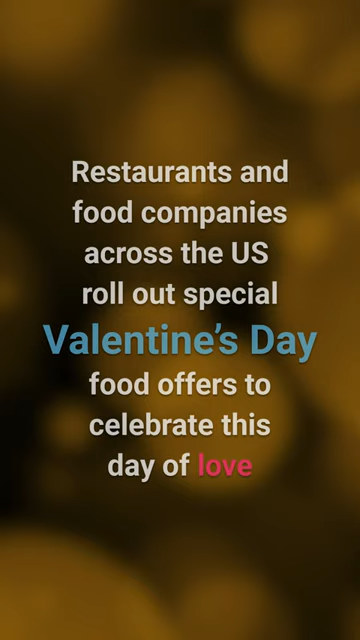 Restaurants and
food companies
across the US
roll out special
Valentine’s Day
food offers to
celebrate this
day of love